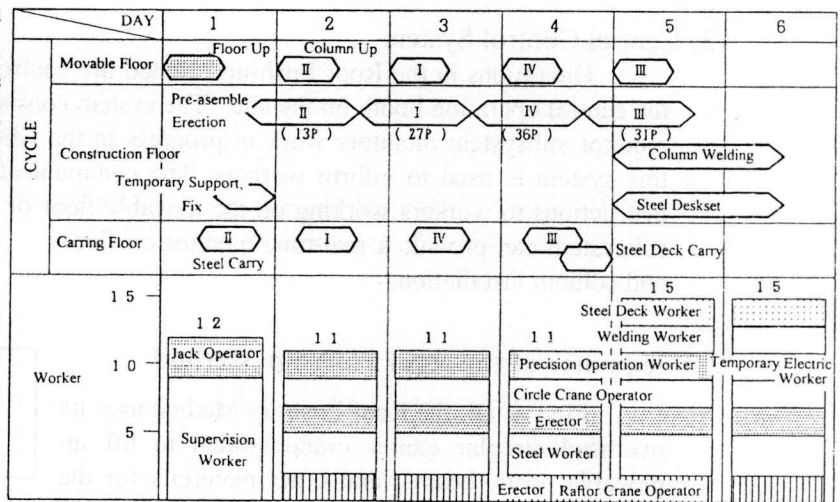 DAY 1 2 3 4 5 6
CYCLE
Movable Floor
Floor Up
Column Up
II I IV III
Pre-asemble
Erection
II I IV III
( 13P ) ( 27P ) ( 36P ) ( 31P )
Construction Floor
Column Welding
Temporary Support
Fix
Steel Deskset
Carring Floor
II I IV III
Steel Carry
Steel Deck Carry
Worker
15
10
5
12 11 11 11 15 15
Steel Deck Worker
Welding Worker
Jack Operator
Precision Operation Worker
Temporary Electric
Worker
Circle Crane Operator
Erector
Supervision
Worker
Steel Worker
Erector Raftor Crane Operator